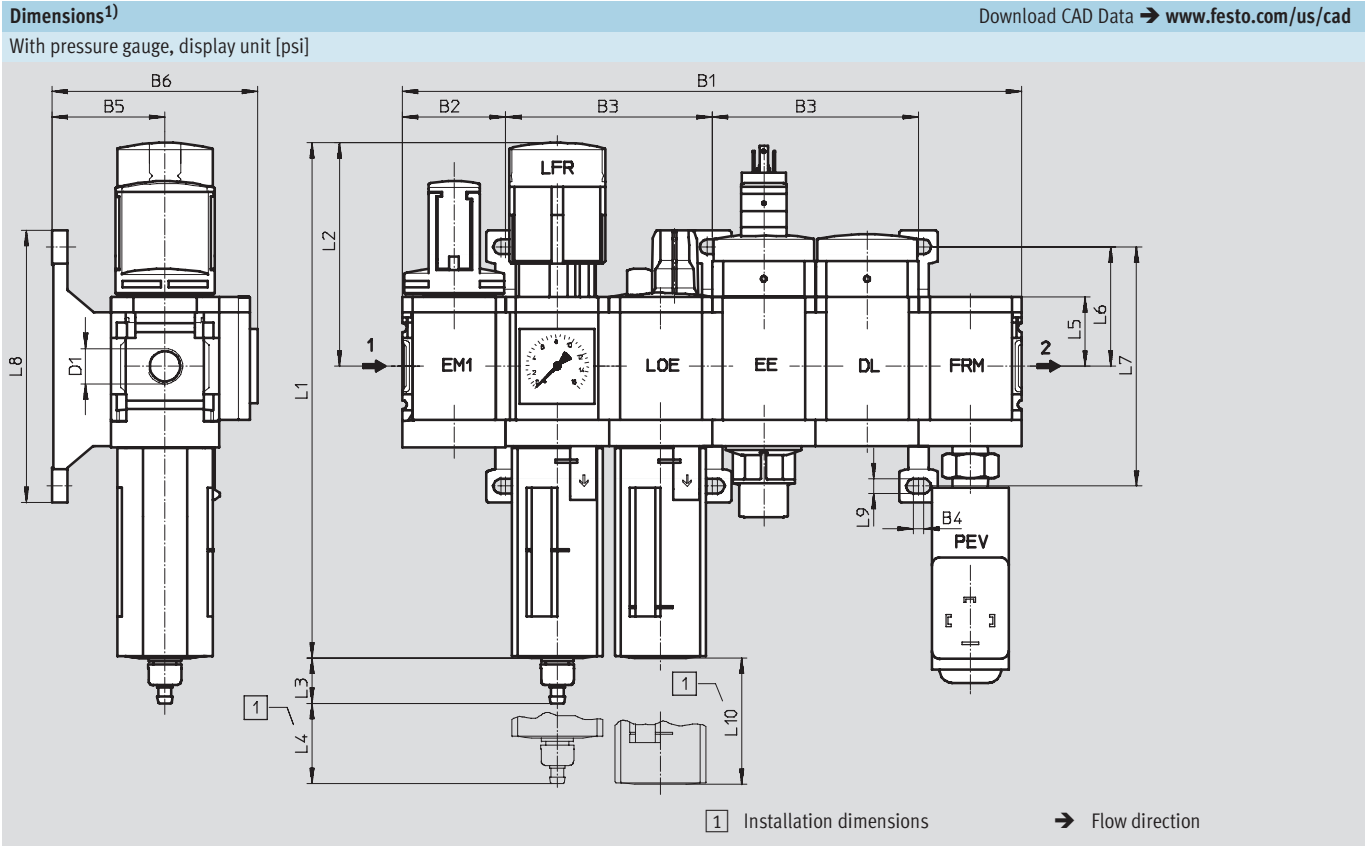 Dimensions1) Download CAD Data ➔ www.festo.com/us/cad
With pressure gauge, display unit [psi]
B6 B1
B5 B2 B3 B3
LFR
L2
L8 D1 L1
1 EM1 LOE EE DL FRM 2
L5 L6 L7
L9 B4
PEV
L3
1 L4
1 L10
1 Installation dimensions ➔ Flow direction